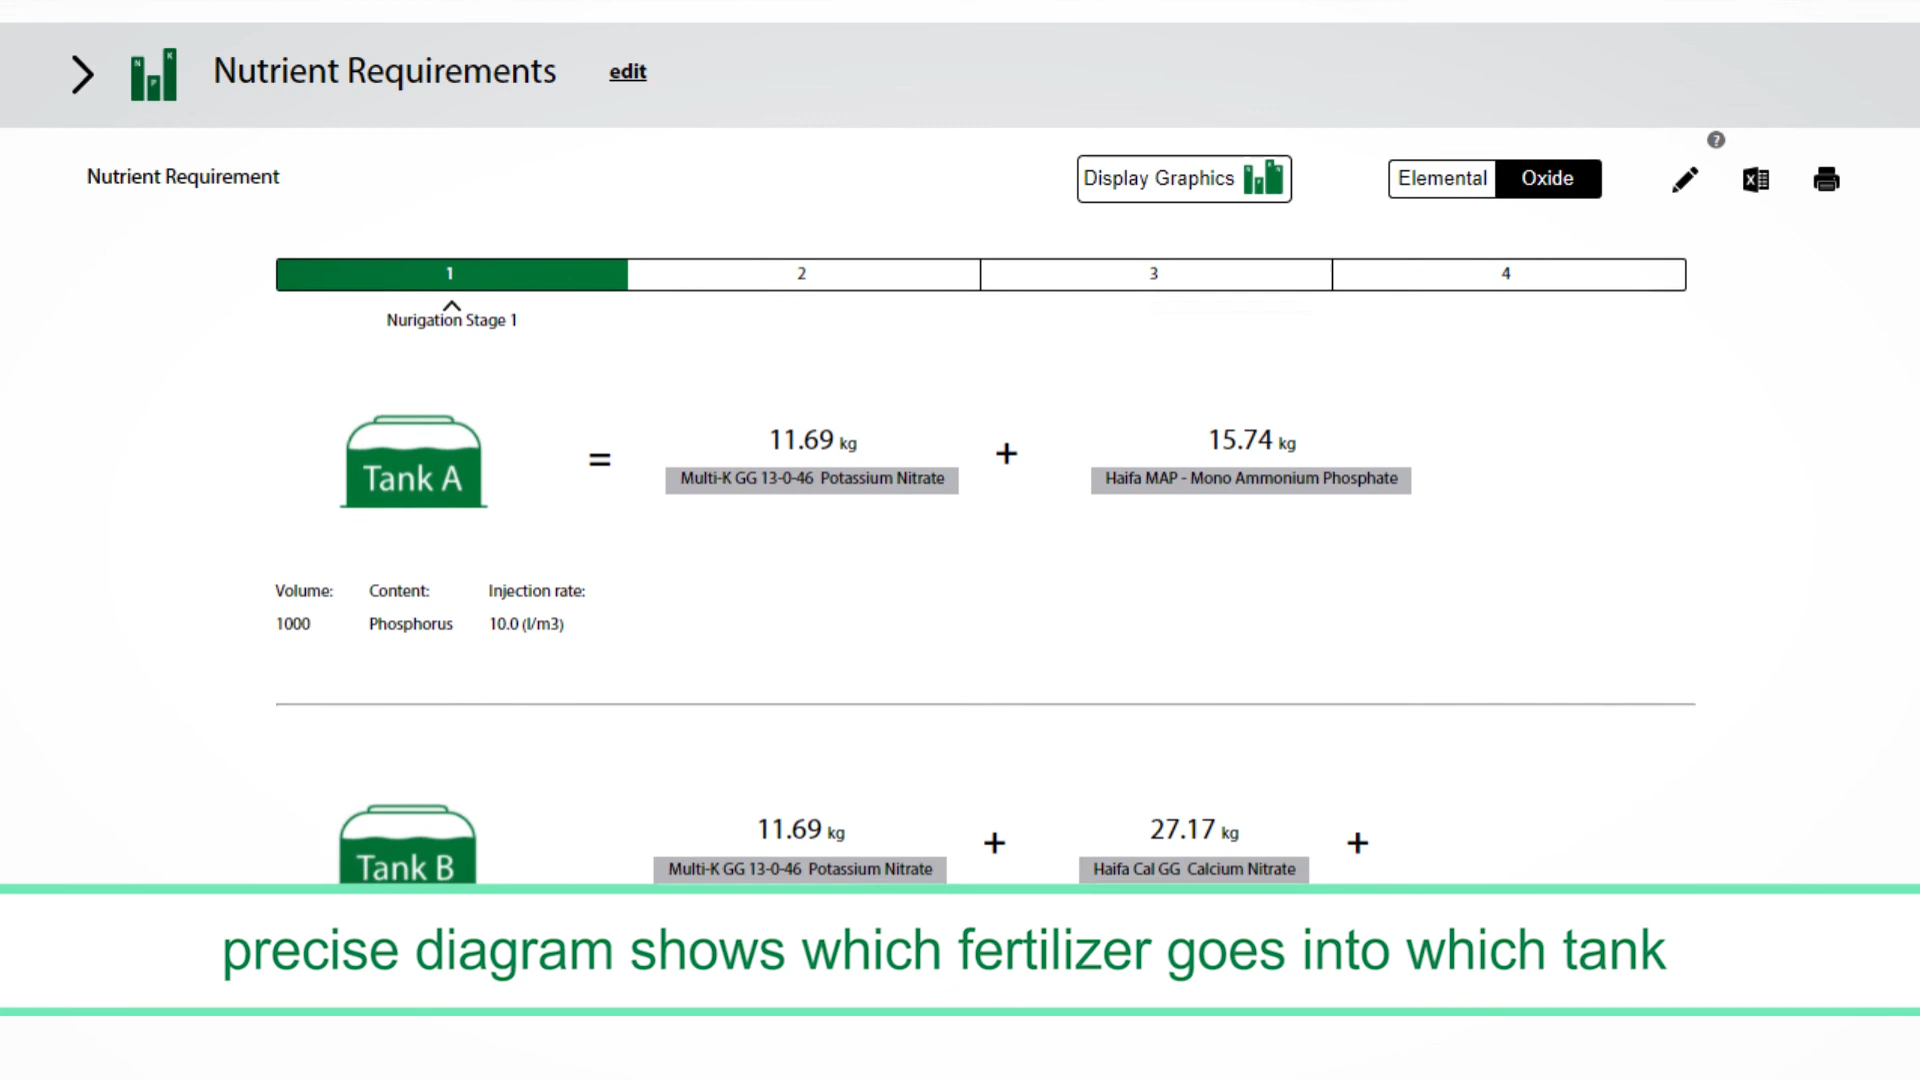 Nutrient Requirements edit
?
Nutrient Requirement
Display Graphics
Elemental Oxide
1 2 3 4
Nurigation Stage 1
Tank A = 11.69 kg + 15.74 kg
Multi-K GG 13-0-46 Potassium Nitrate Haifa MAP - Mono Ammonium Phosphate
Volume: Content: Injection rate:
1000 Phosphorus 10.0 (l/m3)
Tank B 11.69 kg + 27.17 kg +
Multi-K GG 13-0-46 Potassium Nitrate Haifa Cal GG Calcium Nitrate
precise diagram shows which fertilizer goes into which tank